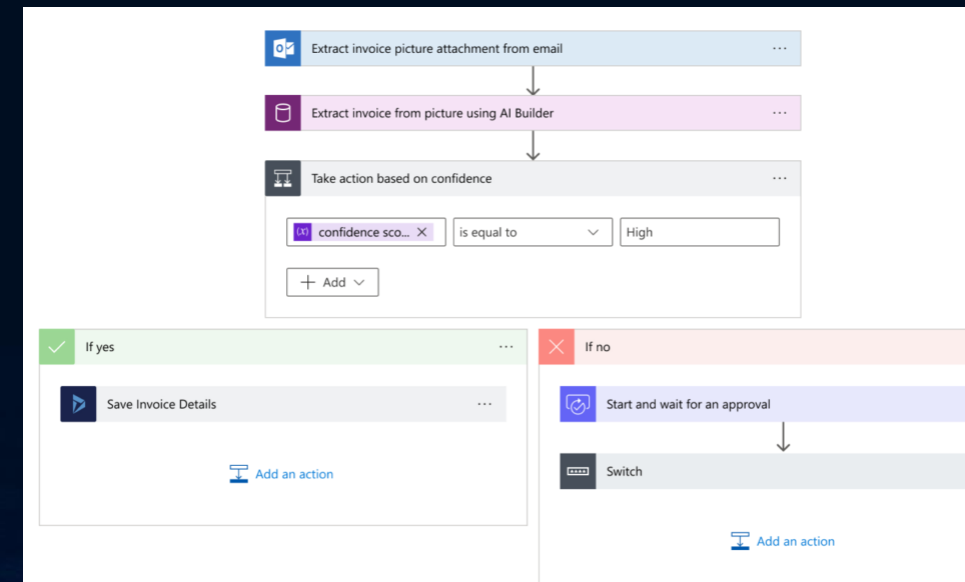 Extract invoice picture attachment from email
Extract invoice from picture using AI Builder
Take action based on confidence
confidence sco...
is equal to
High
Add
If yes
Save Invoice Details
Add an action
If no
Start and wait for an approval
Switch
Add an action